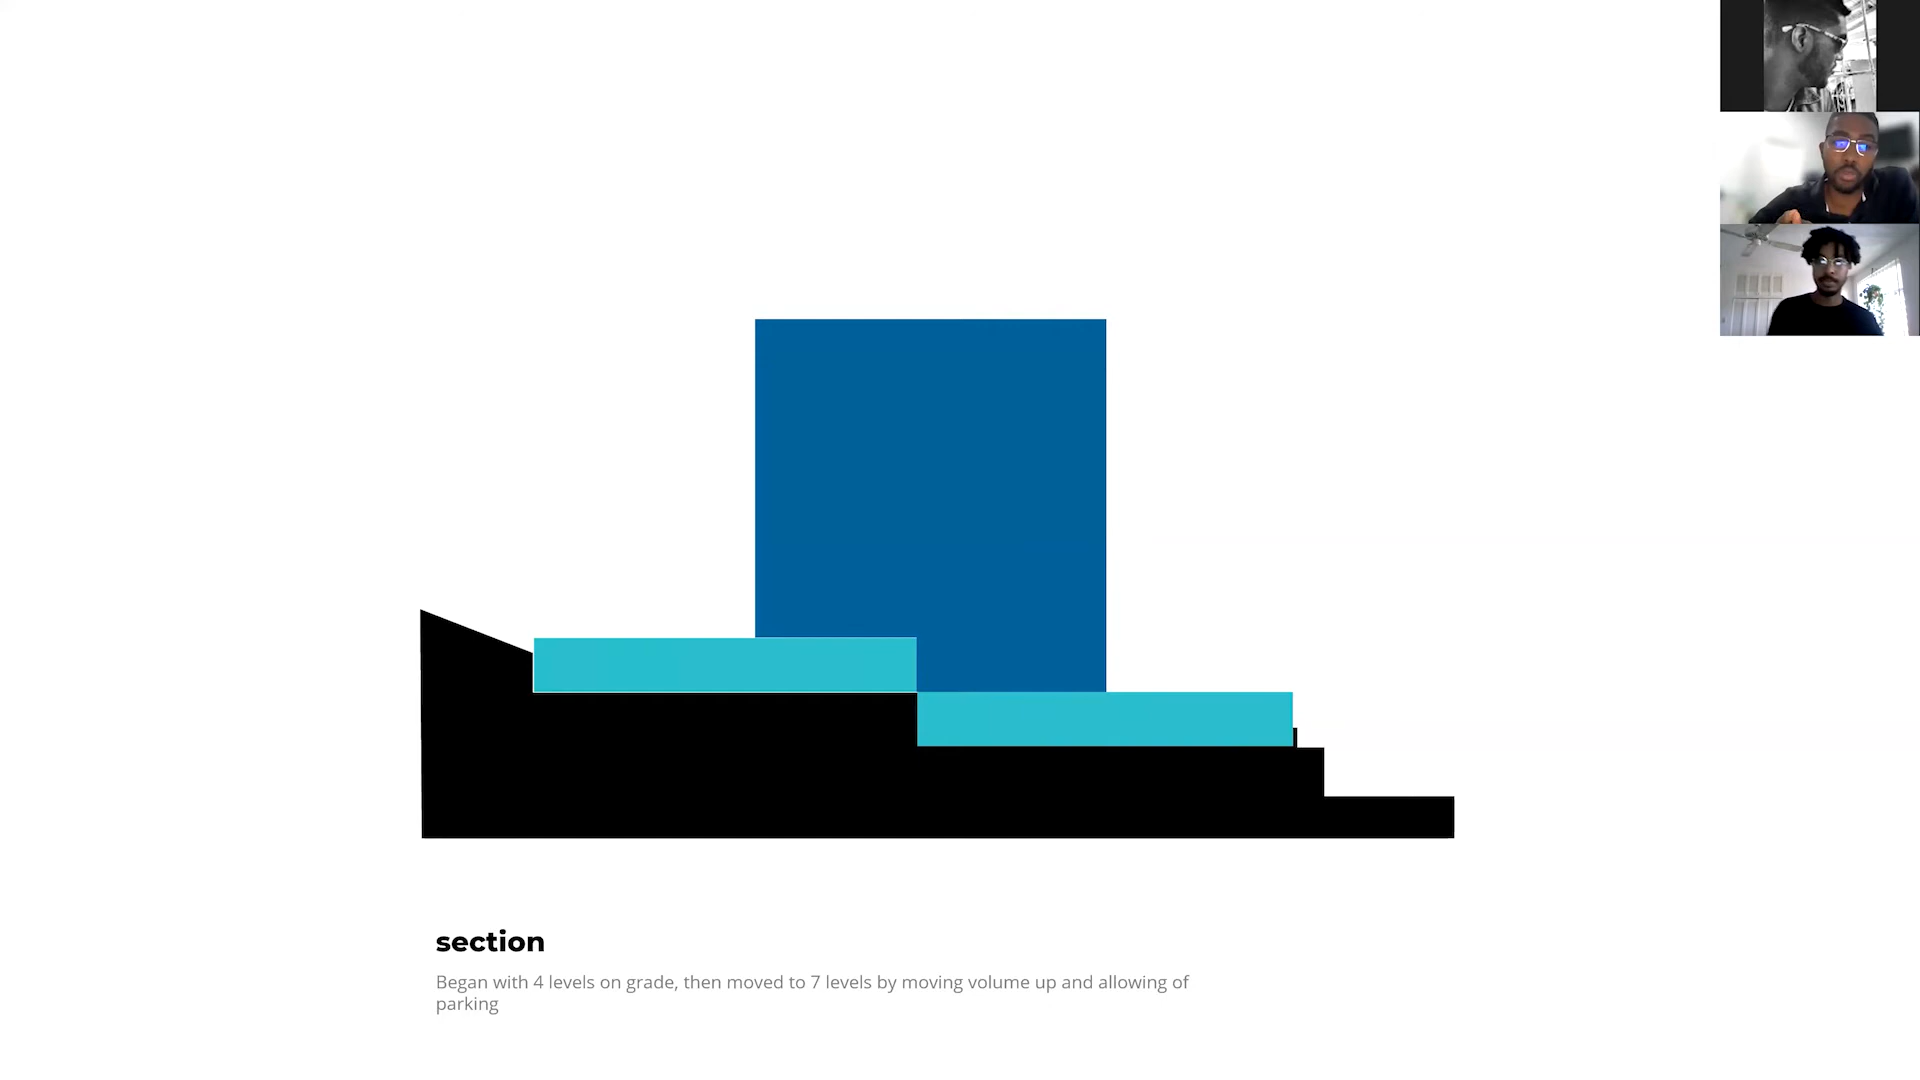 section
Began with 4 levels on grade, then moved to 7 levels by moving volume up and allowing of
parking